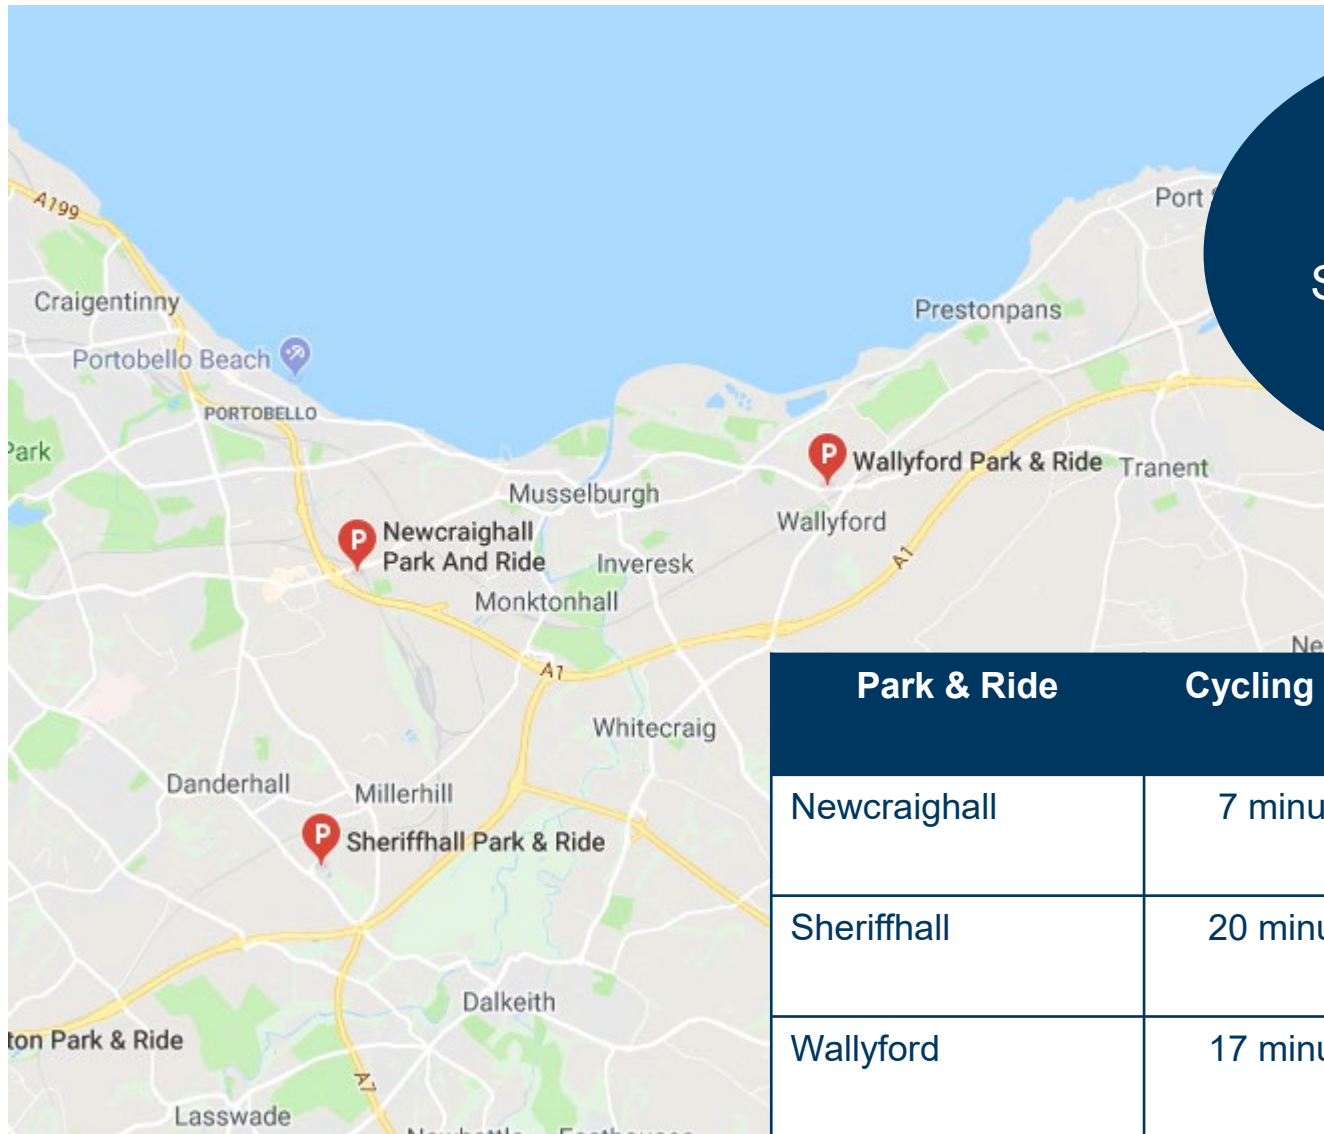 A199
Port
S
Craigentinny
Prestonpans
Portobello Beach
PORTOBELLO
Park
P
Wallyford Park & Ride
Tranent
Musselburgh
Wallyford
P
Newcraighall
Park And Ride
Inveresk
A1
Monktonhall
Ne
A1
Park & Ride Cycling
Whitecraig
Danderhall
Millerhill
Newcraighall 7 minu
P
Sheriffhall Park & Ride
Sheriffhall 20 minu
Dalkeith
ton Park & Ride
Wallyford 17 minu
A7
Lasswade